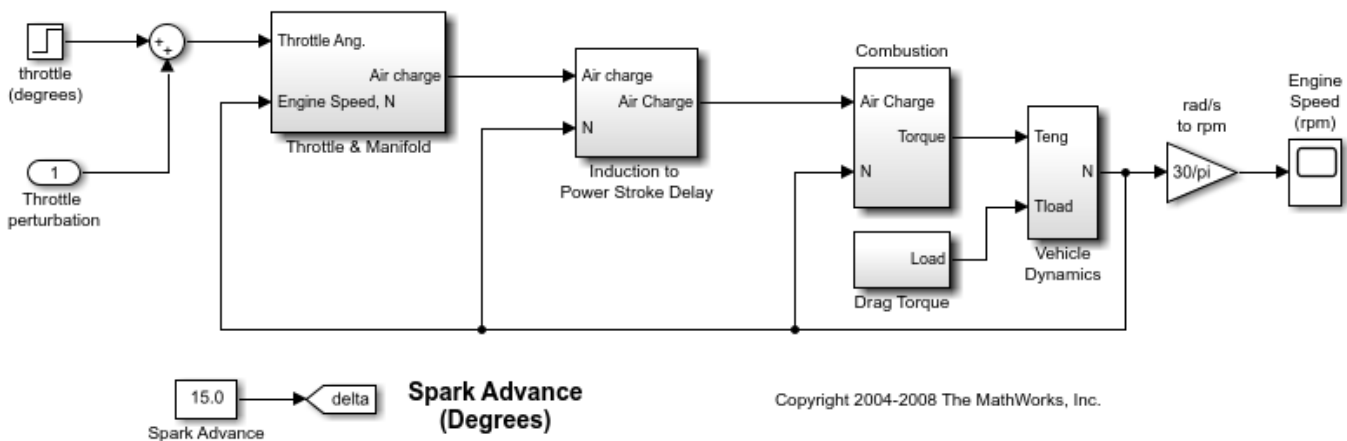 throttle
(degrees)
+
+
1
Throttle
perturbation
Throttle Ang.
Air charge
Engine Speed, N
Throttle & Manifold
Air charge
Air Charge
N
Induction to
Power Stroke Delay
Combustion
Air Charge
Torque
N
Load
Drag Torque
Teng
N
Tload
Vehicle
Dynamics
rad/s
to rpm
30/pi
Engine
Speed
(rpm)
15.0
Spark Advance
delta
Spark Advance
(Degrees)
Copyright 2004-2008 The MathWorks, Inc.